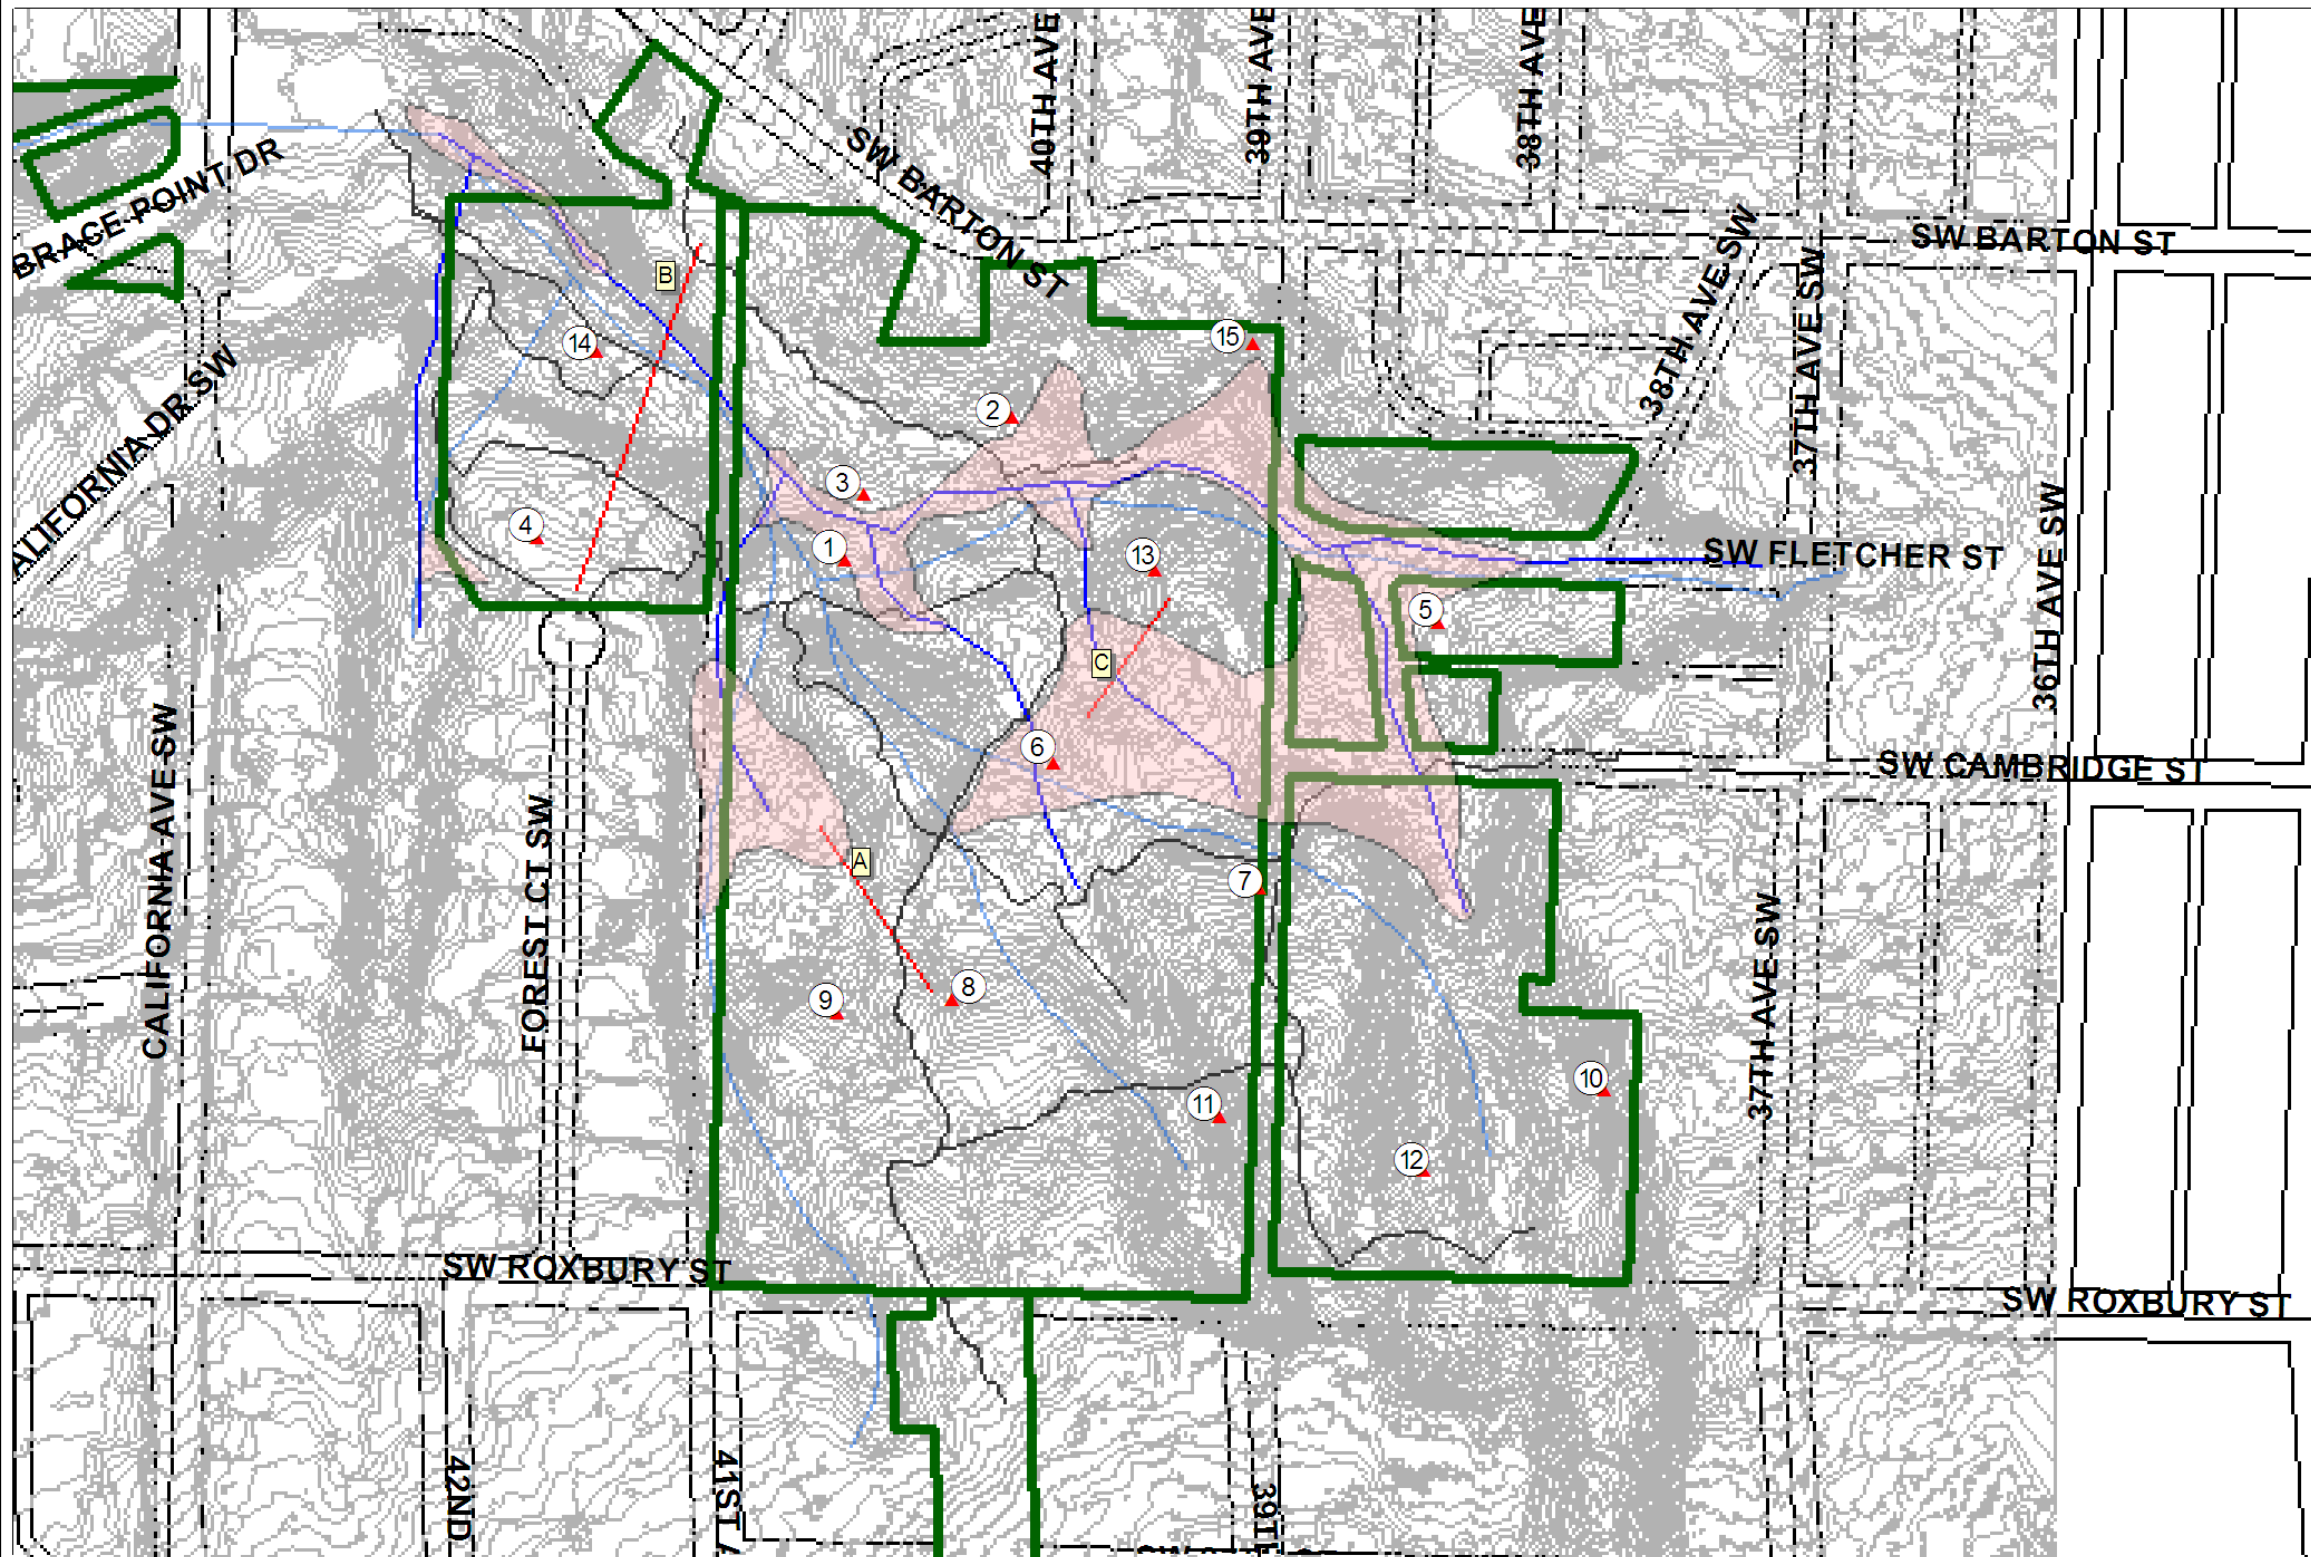 40TH AVE
39TH AVE
38TH AVE
SW BARTON ST
BRACE POINT DR
38TH AVE SW
37TH AVE SW
SW BARTON ST
B
14
15
2
ALIFORNIA DR SW
3
4
1
13
SW FLETCHER ST
36TH AVE SW
5
C
6
SW CAMBRIDGE ST
CALIFORNIA AVE SW
FOREST CT SW
A
7
37TH AVE SW
9
8
10
11
12
SW ROXBURY ST
SW ROXBURY ST
42ND
41ST A
39TH